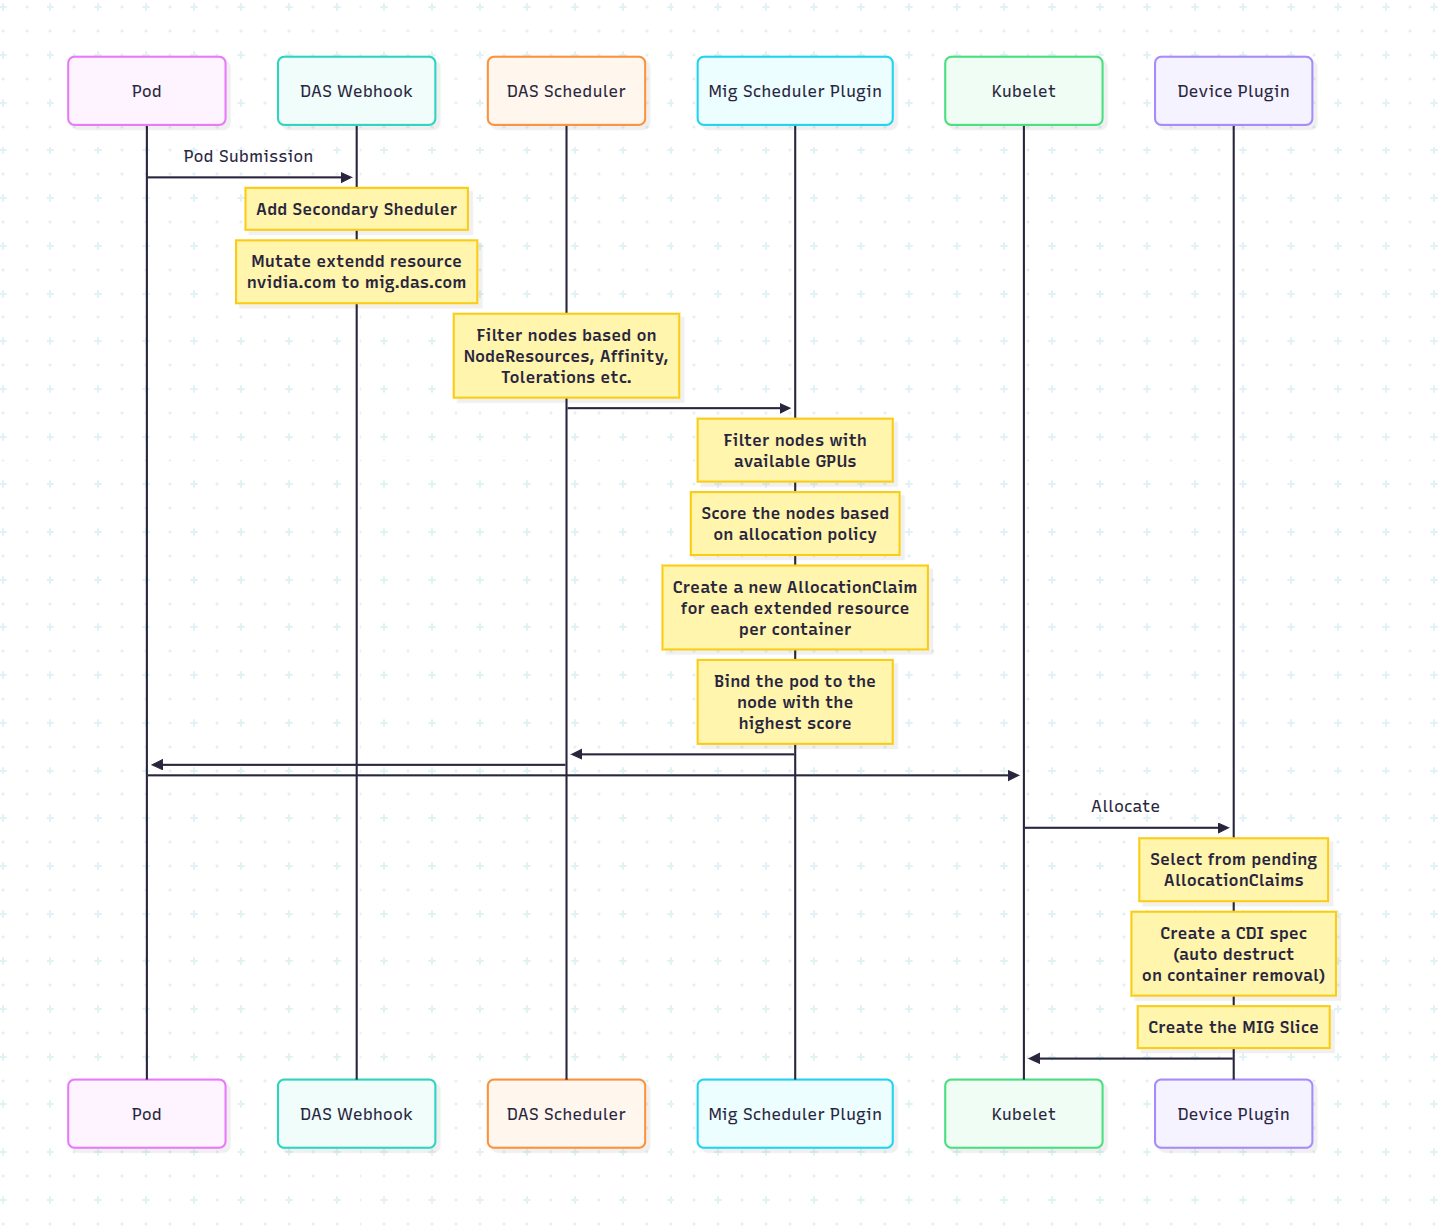 Pod
DAS Webhook
DAS Scheduler
Mig Scheduler Plugin
Kubelet
Device Plugin
Pod Submission
Add Secondary Sheduler
Mutate extendd resource
nvidia.com to mig.das.com
Filter nodes based on
NodeResources, Affinity,
Tolerations etc.
Filter nodes with
available GPUs
Score the nodes based
on allocation policy
Create a new AllocationClaim
for each extended resource
per container
Bind the pod to the
node with the
highest score
Allocate
Select from pending
AllocationClaims
Create a CDI spec
(auto destruct
on container removal)
Create the MIG Slice
Pod
DAS Webhook
DAS Scheduler
Mig Scheduler Plugin
Kubelet
Device Plugin